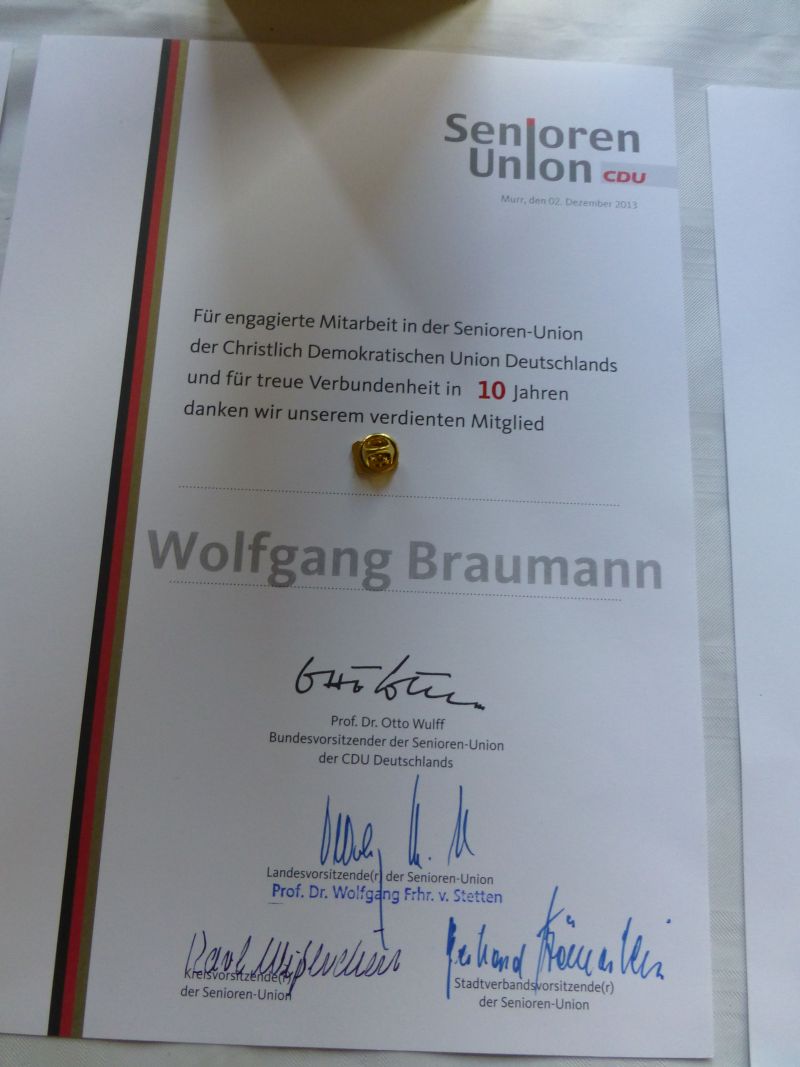 Senioren
Union CDU
Murr, den 02. Dezember 2013
Für engagierte Mitarbeit in der Senioren-Union
der Christlich Demokratischen Union Deutschlands
und für treue Verbundenheit in 10 Jahren
danken wir unserem verdienten Mitglied
Wolfgang Braumann
Prof. Dr. Otto Wulff
Bundesvorsitzender der Senioren-Union
der CDU Deutschlands
Landesvorsitzende(r) der Senioren-Union
Prof. Dr. Wolfgang Frhr. v. Stetten
Kreisvorsitzende(r)
der Senioren-Union
Stadtverbandsvorsitzende(r)
der Senioren-Union